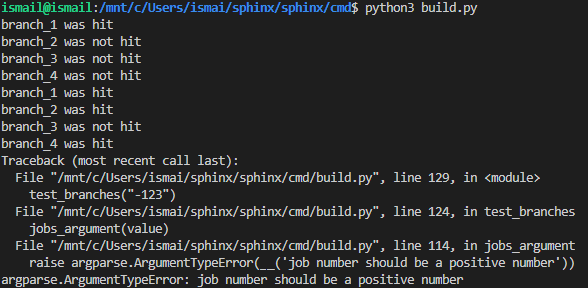 ismail@ismail:/mnt/c/Users/ismai/sphinx/sphinx/cmd$ python3 build.py
branch_1 was hit
branch_2 was not hit
branch_3 was not hit
branch_4 was not hit
branch_1 was hit
branch_2 was hit
branch_3 was not hit
branch_4 was hit
Traceback (most recent call last):
  File "/mnt/c/Users/ismai/sphinx/sphinx/cmd/build.py", line 129, in <module>
    test_branches("-123")
  File "/mnt/c/Users/ismai/sphinx/sphinx/cmd/build.py", line 124, in test_branches
    jobs_argument(value)
  File "/mnt/c/Users/ismai/sphinx/sphinx/cmd/build.py", line 114, in jobs_argument
    raise argparse.ArgumentTypeError(__('job number should be a positive number'))
argparse.ArgumentTypeError: job number should be a positive number